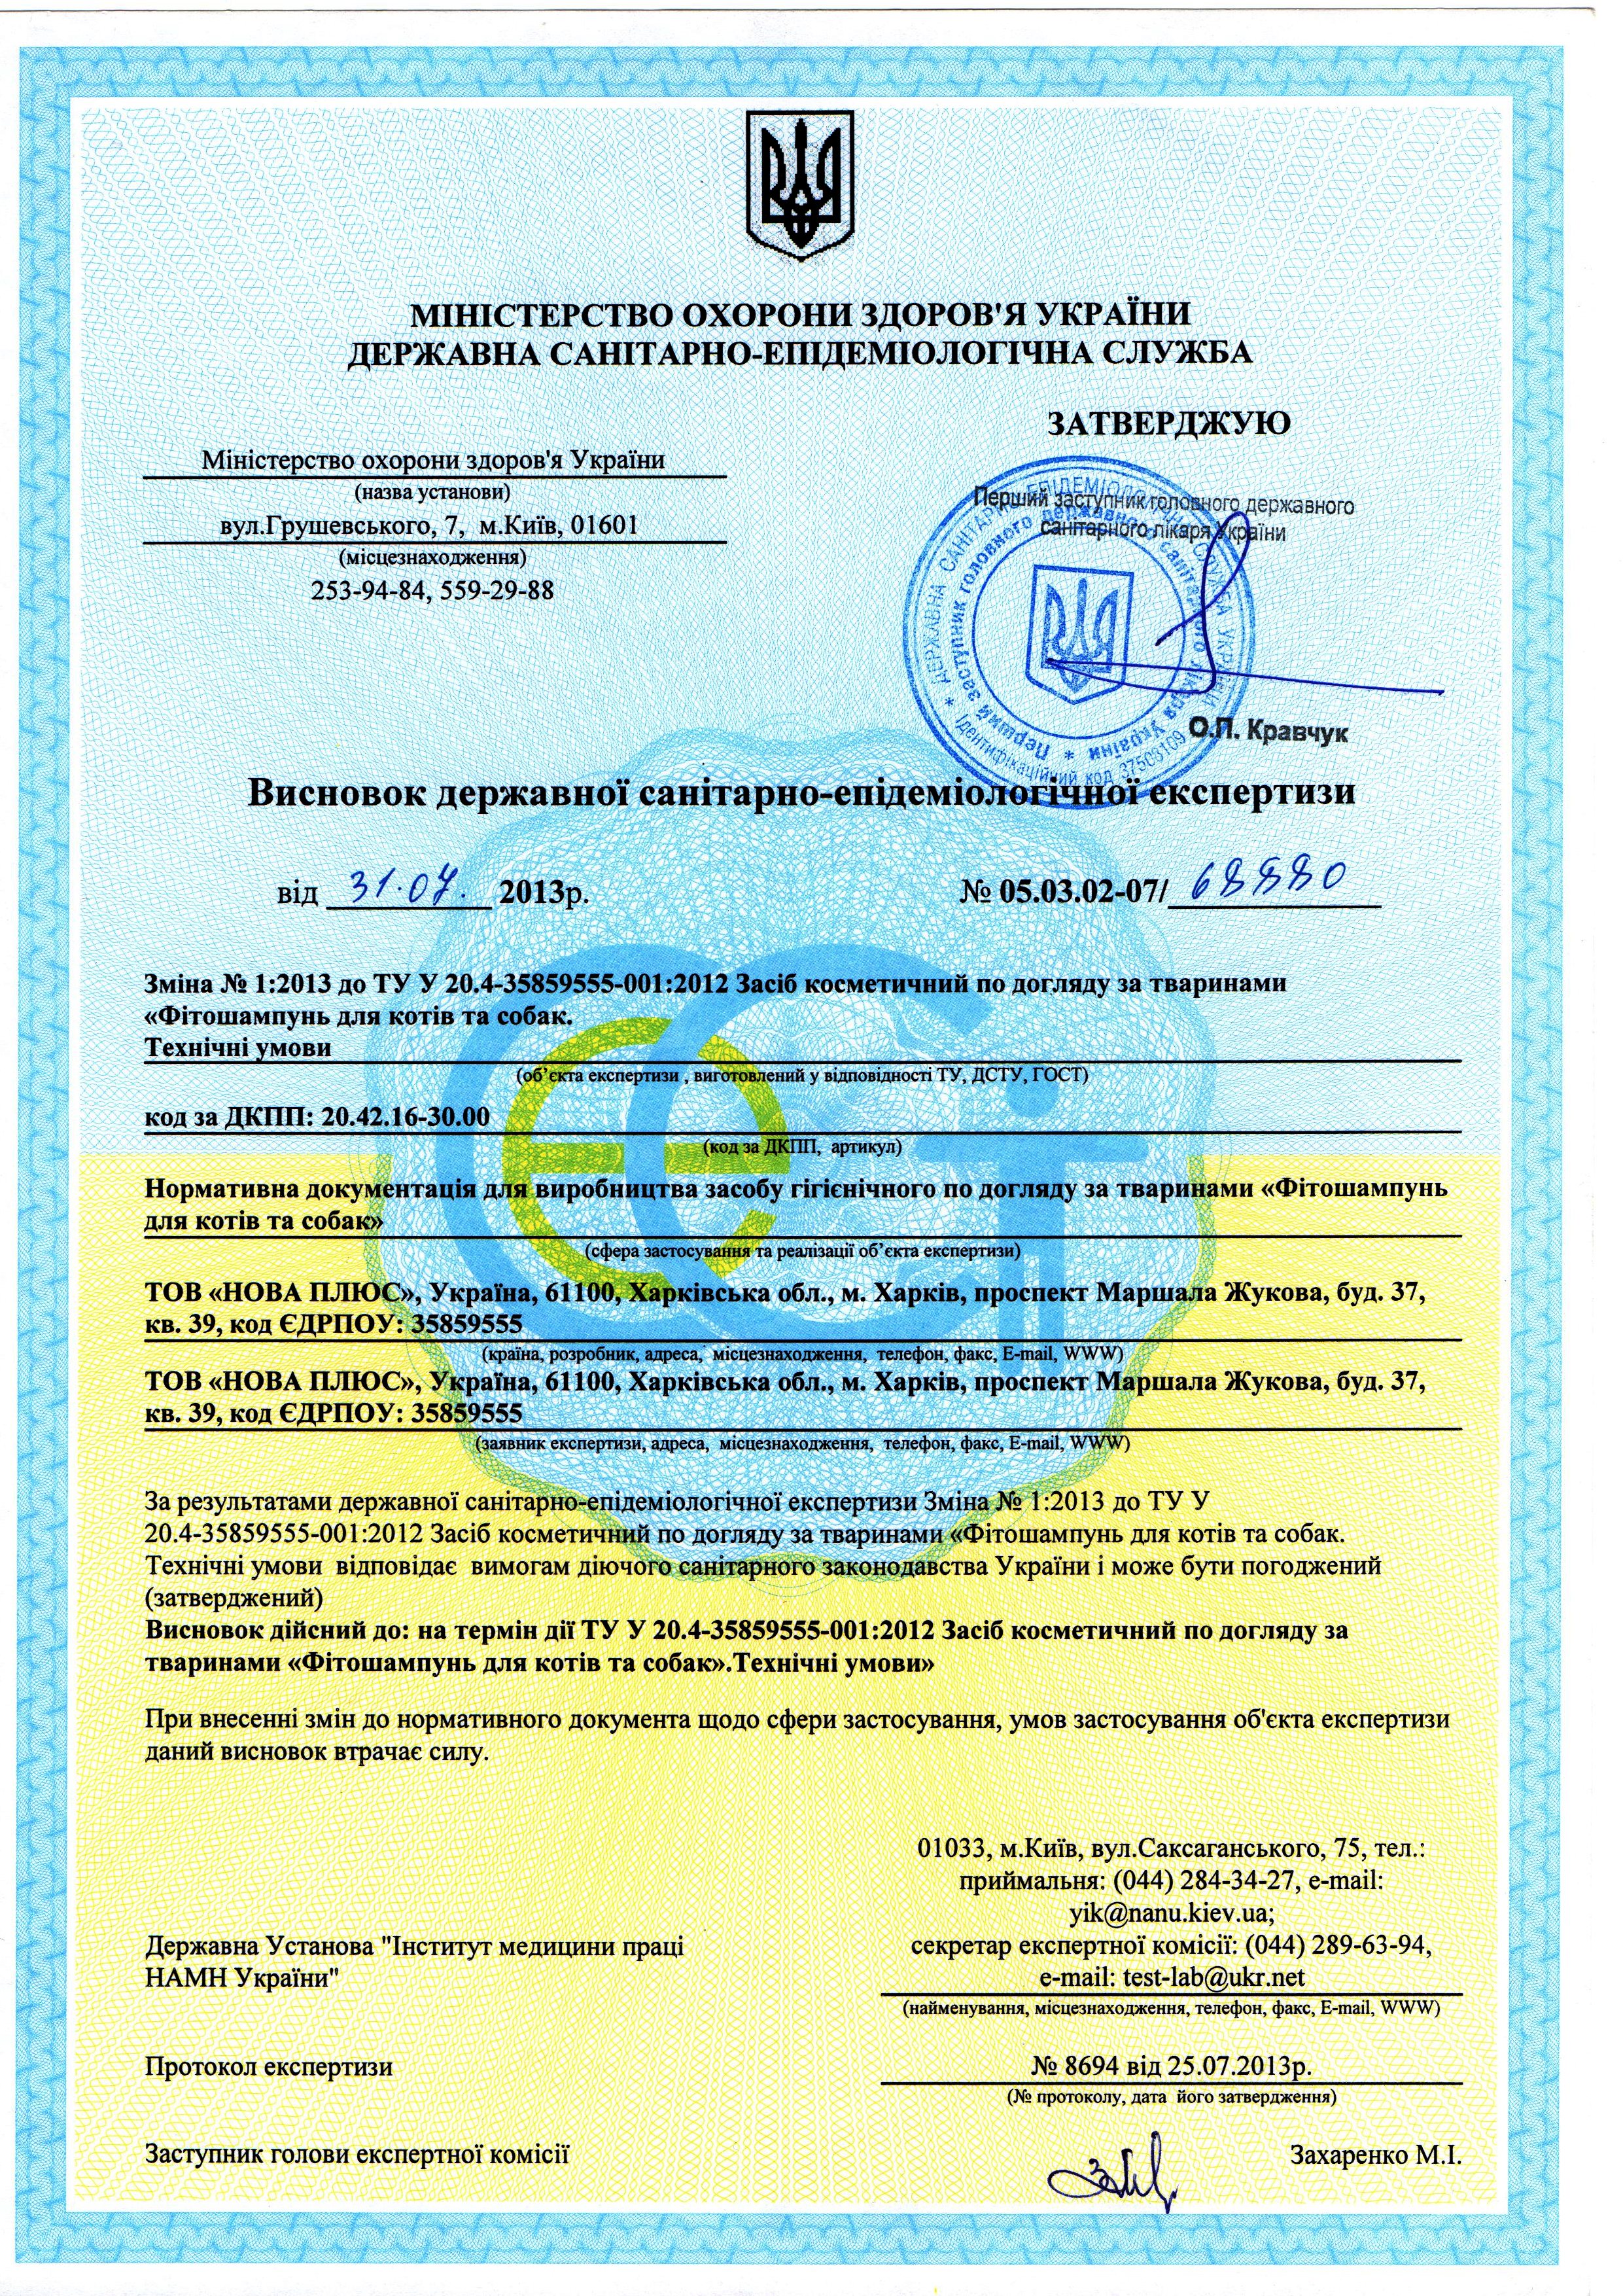 МІНІСТЕРСТВО ОХОРОНИ ЗДОРОВ'Я УКРАЇНИ
ДЕРЖАВНА САНІТАРНО-ЕПІДЕМІОЛОГІЧНА СЛУЖБА
ЗАТВЕРДЖУЮ
Міністерство охорони здоров'я України
(назва установи)
вул.Грушевського, 7, м.Київ, 01601
(місцезнаходження)
253-94-84, 559-29-88
Перший заступник головного державного
санітарного лікаря України
ДЕРЖАВНА САНІТАРНО-ЕПІДЕМІОЛОГІЧНА СЛУЖБА УКРАЇНИ
Ідентифікаційний код 37509109
Перший заступник головного державного санітарного лікаря України
О.П. Кравчук
Висновок державної санітарно-епідеміологічної експертизи
від 31.07. 2013р.
№ 05.03.02-07/ 68880
Зміна № 1:2013 до ТУ У 20.4-35859555-001:2012 Засіб косметичний по догляду за тваринами
«Фітошампунь для котів та собак.
Технічні умови
(об’єкта експертизи , виготовлений у відповідності ТУ, ДСТУ, ГОСТ)
код за ДКПП: 20.42.16-30.00
(код за ДКПП, артикул)
Нормативна документація для виробництва засобу гігієнічного по догляду за тваринами «Фітошампунь
для котів та собак»
(сфера застосування та реалізації об’єкта експертизи)
ТОВ «НОВА ПЛЮС», Україна, 61100, Харківська обл., м. Харків, проспект Маршала Жукова, буд. 37,
кв. 39, код ЄДРПОУ: 35859555
(країна, розробник, адреса, місцезнаходження, телефон, факс, E-mail, WWW)
ТОВ «НОВА ПЛЮС», Україна, 61100, Харківська обл., м. Харків, проспект Маршала Жукова, буд. 37,
кв. 39, код ЄДРПОУ: 35859555
(заявник експертизи, адреса, місцезнаходження, телефон, факс, E-mail, WWW)
За результатами державної санітарно-епідеміологічної експертизи Зміна № 1:2013 до ТУ У
20.4-35859555-001:2012 Засіб косметичний по догляду за тваринами «Фітошампунь для котів та собак.
Технічні умови відповідає вимогам діючого санітарного законодавства України і може бути погоджений
(затверджений)
Висновок дійсний до: на термін дії ТУ У 20.4-35859555-001:2012 Засіб косметичний по догляду за
тваринами «Фітошампунь для котів та собак».Технічні умови»
При внесенні змін до нормативного документа щодо сфери застосування, умов застосування об'єкта експертизи
даний висновок втрачає силу.
01033, м.Київ, вул.Саксаганського, 75, тел.:
приймальня: (044) 284-34-27, e-mail:
yik@nanu.kiev.ua;
секретар експертної комісії: (044) 289-63-94,
e-mail: test-lab@ukr.net
(найменування, місцезнаходження, телефон, факс, E-mail, WWW)
Державна Установа "Інститут медицини праці
НАМН України"
Протокол експертизи
№ 8694 від 25.07.2013р.
(№ протоколу, дата його затвердження)
Заступник голови експертної комісії
Захаренко М.І.